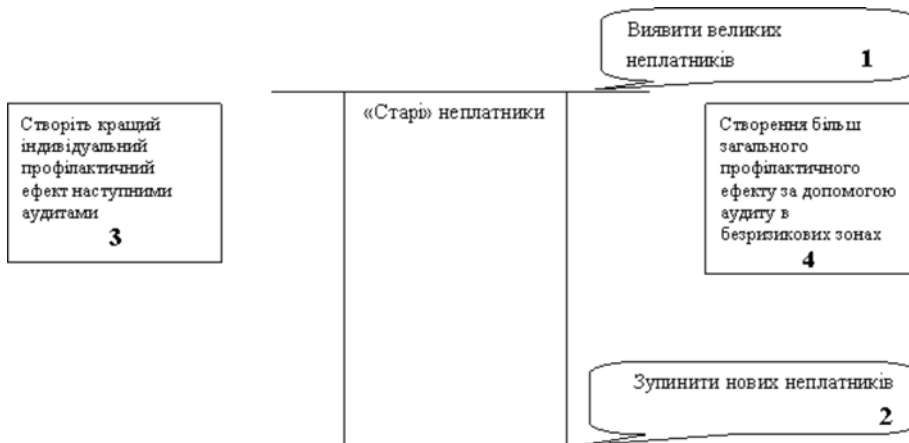 Виявити великих
неплатників 1
«Старі» неплатники
Створіть кращий
індивідуальний
профілактичний
ефект наступними
аудитами
3
Створення більш
загального
профілактичного
ефекту за допомогою
аудиту в
безризикових зонах
4
Зупинити нових неплатників
2